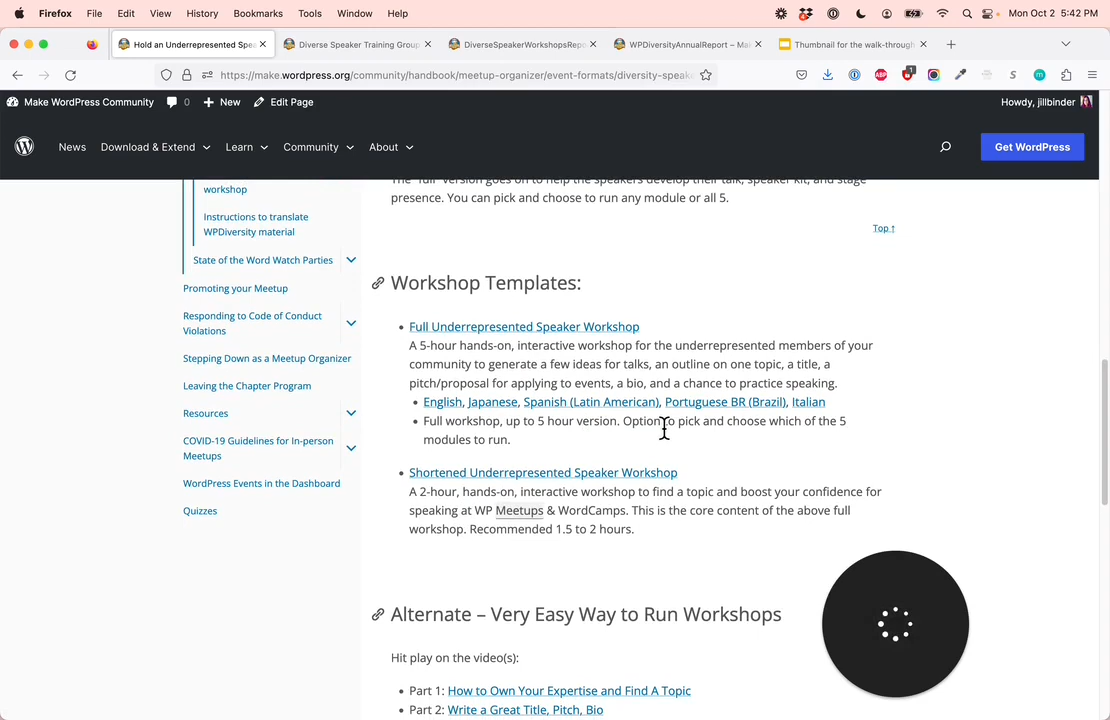 Firefox File Edit View History Bookmarks Tools Window Help Mon Oct 2 5:42 PM
Hold an Underrepresented Spea Diverse Speaker Training Group DiverseSpeakerWorkshopsRepo WPDiversityAnnualReport – Mak Thumbnail for the walk-through
https://make.wordpress.org/community/handbook/meetup-organizer/event-formats/diversity-speake
ABP 1 S m
Make WordPress Community 0 New Edit Page Howdy, jillbinder
News Download & Extend Learn Community About Get WordPress
workshop
Instructions to translate
WPDiversity material
State of the Word Watch Parties
Promoting your Meetup
Responding to Code of Conduct
Violations
Stepping Down as a Meetup Organizer
Leaving the Chapter Program
Resources
COVID-19 Guidelines for In-person
Meetups
WordPress Events in the Dashboard
Quizzes
The "full" version goes on to help the speakers develop their talk, speaker kit, and stage
presence. You can pick and choose to run any module or all 5.
Top ↑
Workshop Templates:
Full Underrepresented Speaker Workshop
A 5-hour hands-on, interactive workshop for the underrepresented members of your
community to generate a few ideas for talks, an outline on one topic, a title, a
pitch/proposal for applying to events, a bio, and a chance to practice speaking.
English, Japanese, Spanish (Latin American), Portuguese BR (Brazil), Italian
Full workshop, up to 5 hour version. Option to pick and choose which of the 5
modules to run.
Shortened Underrepresented Speaker Workshop
A 2-hour, hands-on, interactive workshop to find a topic and boost your confidence for
speaking at WP Meetups & WordCamps. This is the core content of the above full
workshop. Recommended 1.5 to 2 hours.
Alternate – Very Easy Way to Run Workshops
Hit play on the video(s):
Part 1: How to Own Your Expertise and Find A Topic
Part 2: Write a Great Title, Pitch, Bio